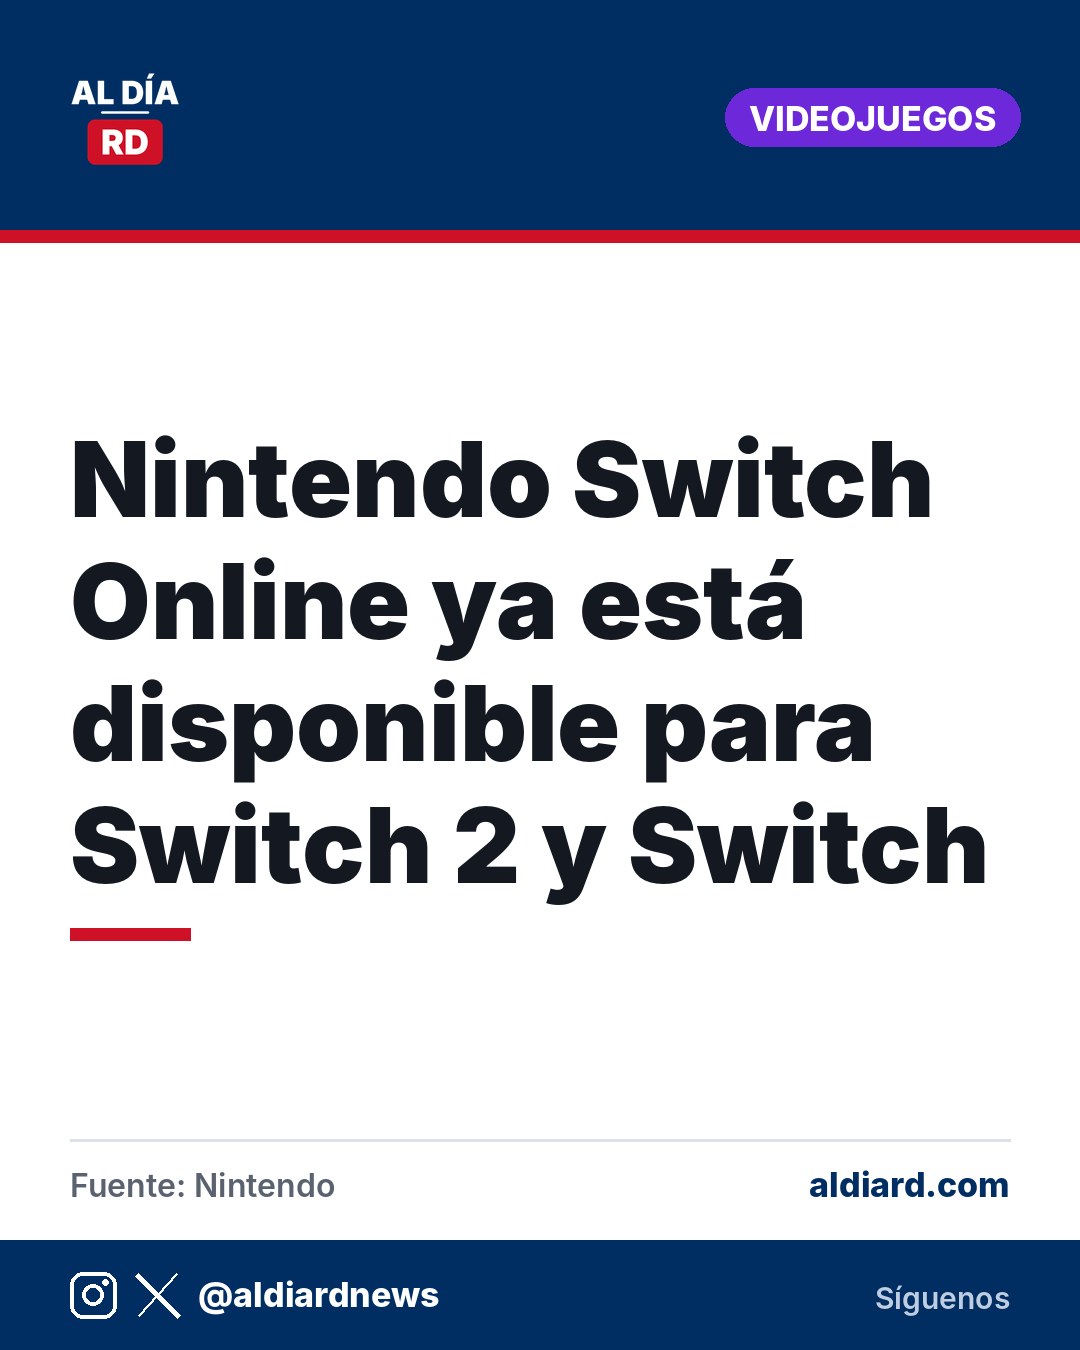 AL DÍA
RD
VIDEOJUEGOS
Nintendo Switch
Online ya está
disponible para
Switch 2 y Switch
Fuente: Nintendo
aldiard.com
@aldiardnews
Síguenos